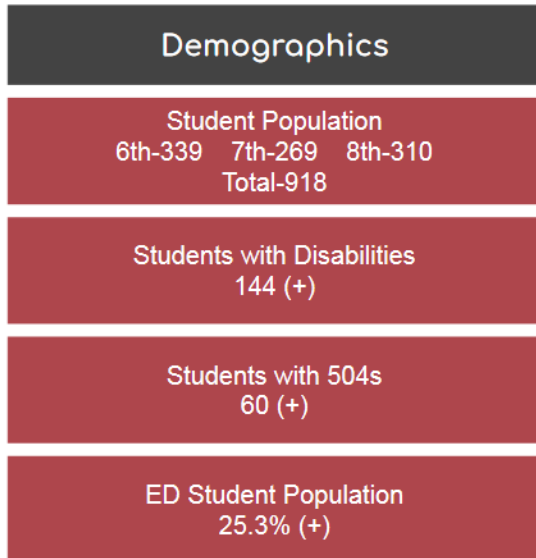 Demographics
Student Population
6th-339 7th-269 8th-310
Total-918
Students with Disabilities
144 (+)
Students with 504s
60 (+)
ED Student Population
25.3% (+)